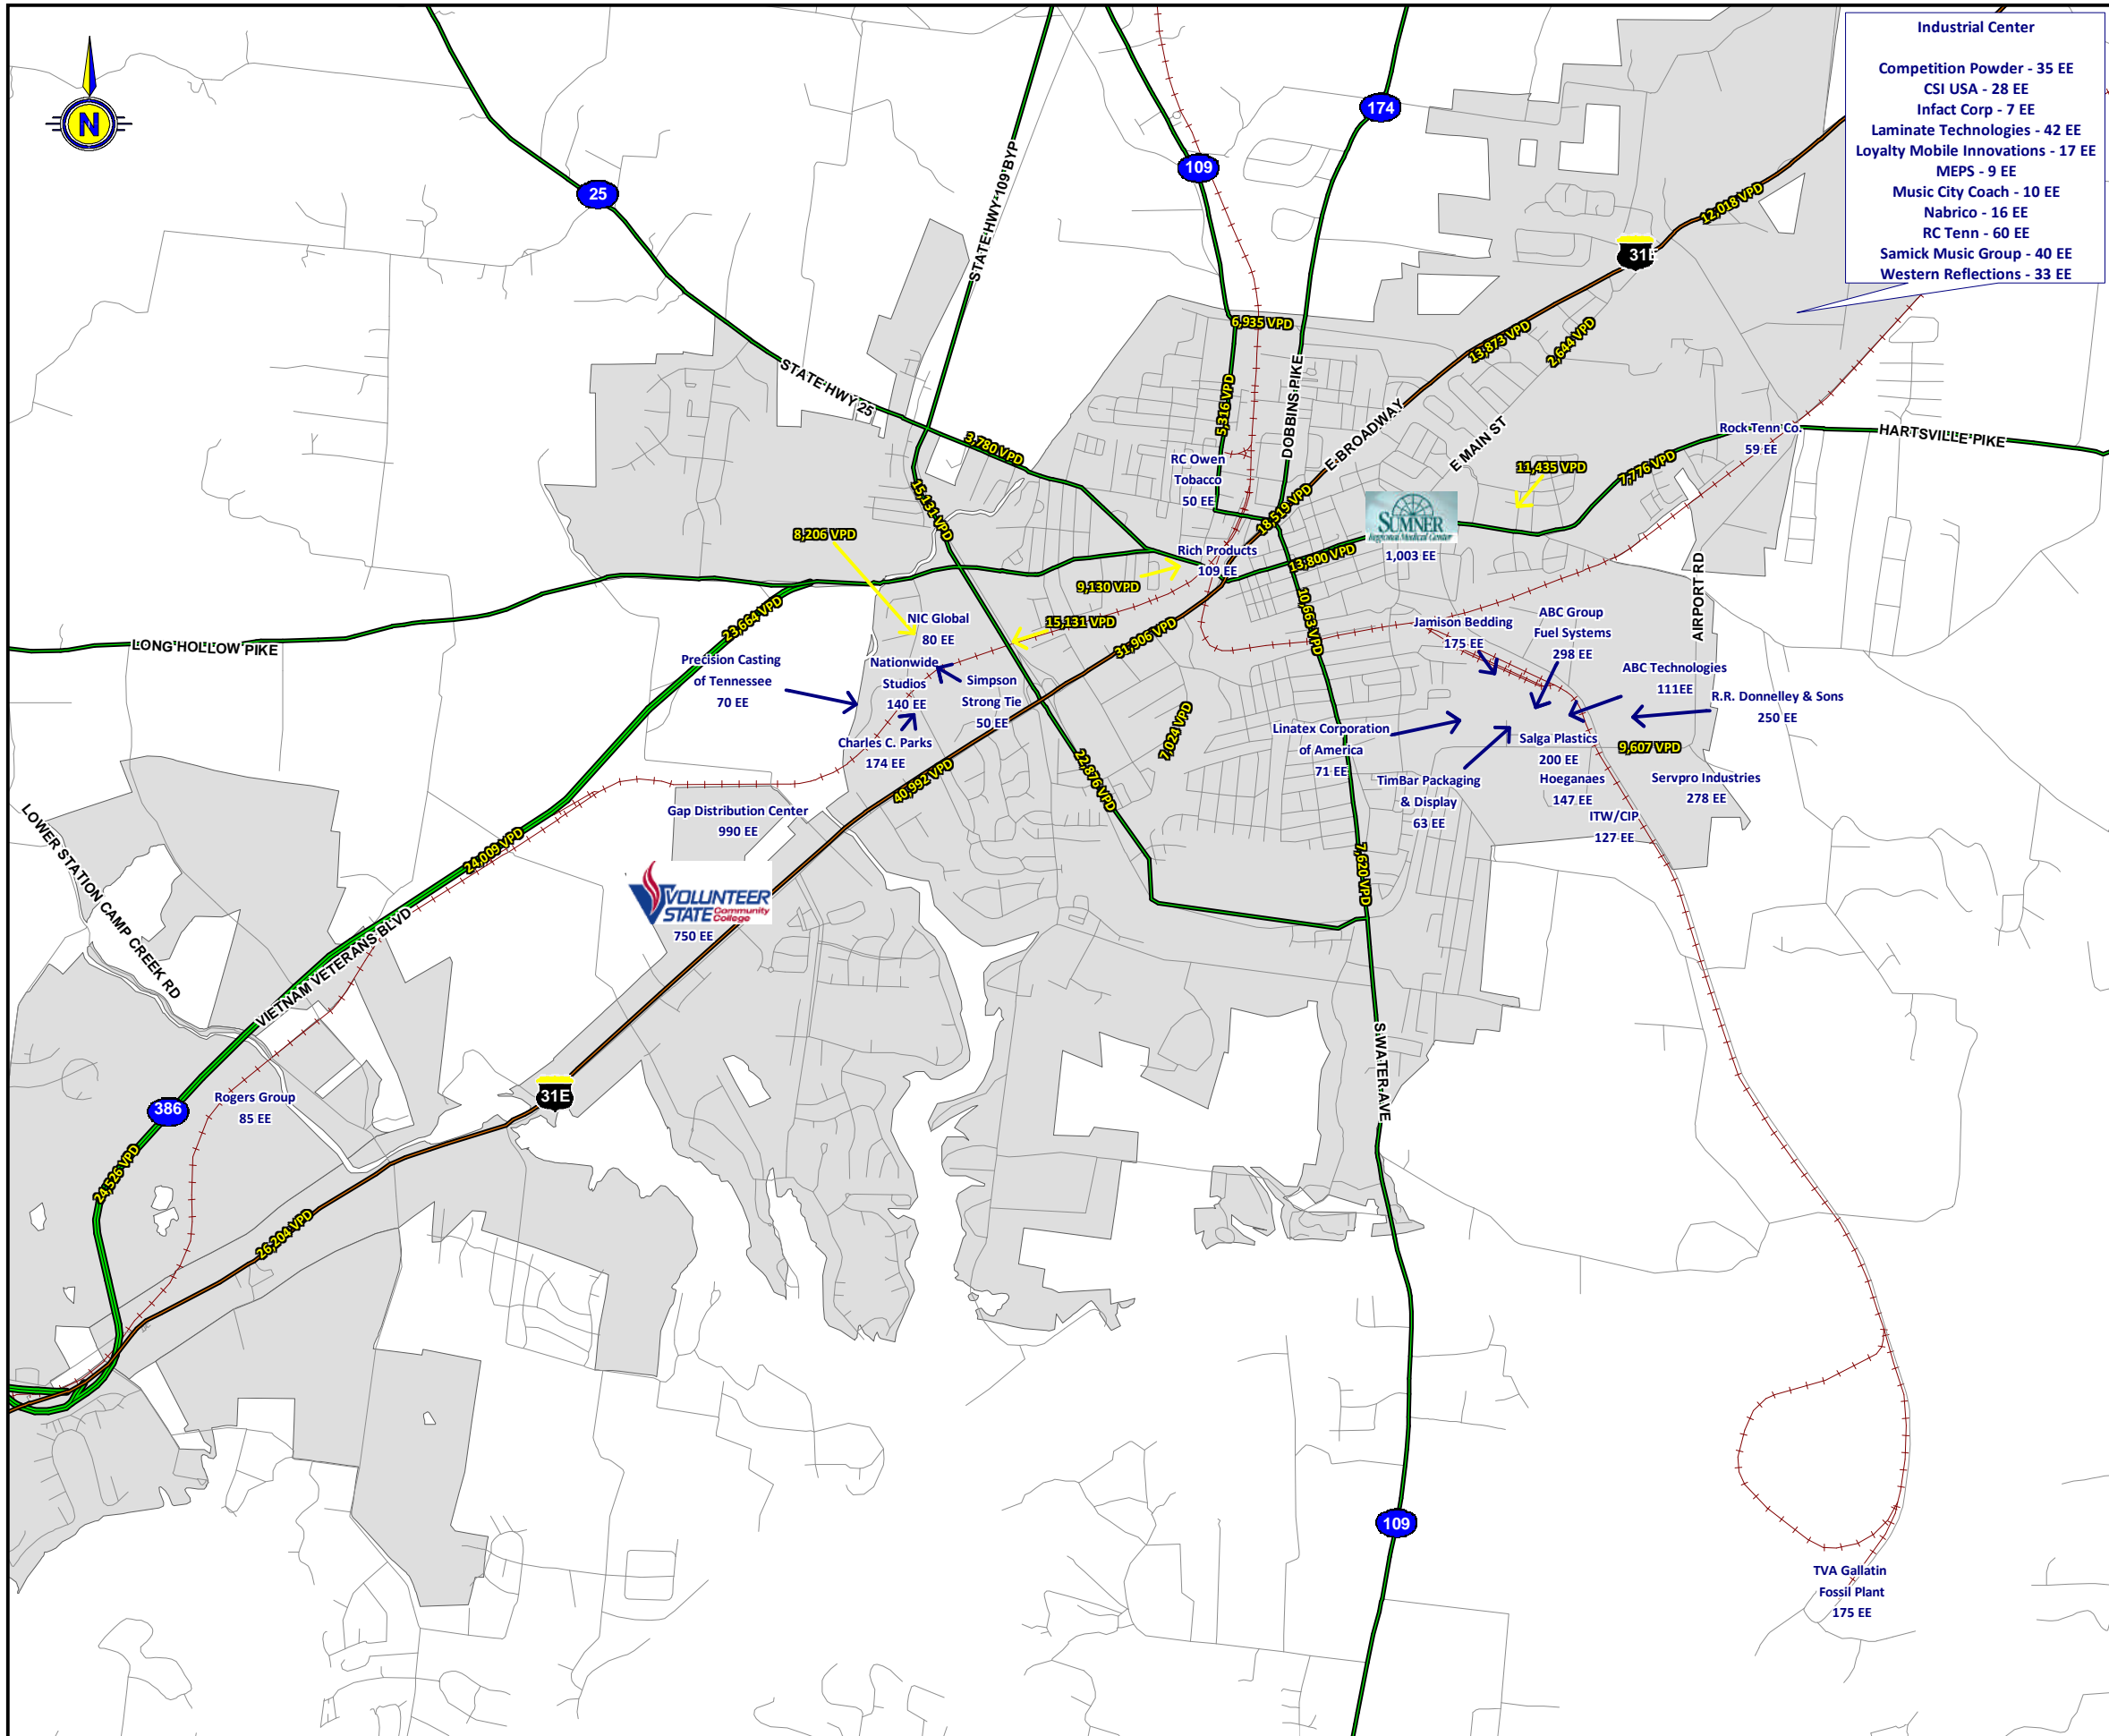 N
25
109
174
31E
Industrial Center
Competition Powder - 35 EE
CSI USA - 28 EE
Infact Corp - 7 EE
Laminate Technologies - 42 EE
Loyalty Mobile Innovations - 17 EE
MEPS - 9 EE
Music City Coach - 10 EE
Nabrico - 16 EE
RC Tenn - 60 EE
Samick Music Group - 40 EE
Western Reflections - 33 EE
12,018 VPD
STATE HWY 109 BYP
6,935 VPD
13,873 VPD
2,644 VPD
STATE HWY 25
5,316 VPD
DOBBINS PIKE
E BROADWAY
E MAIN ST
3,780 VPD
Rock Tenn Co.
59 EE
HARTSVILLE PIKE
RC Owen
Tobacco
50 EE
11,435 VPD
7,776 VPD
15,131 VPD
18,519 VPD
SUMNER
Regional Medical Center
1,003 EE
8,206 VPD
Rich Products
109 EE
13,800 VPD
9,130 VPD
AIRPORT RD
23,664 VPD
LONG HOLLOW PIKE
NIC Global
80 EE
15,131 VPD
31,906 VPD
10,663 VPD
Jamison Bedding
175 EE
ABC Group
Fuel Systems
298 EE
Precision Casting
of Tennessee
70 EE
Nationwide
Studios
140 EE
Simpson
Strong Tie
50 EE
ABC Technologies
111EE
R.R. Donnelley & Sons
250 EE
Charles C. Parks
174 EE
7,024 VPD
Linatex Corporation
of America
71 EE
Salga Plastics
200 EE
9,607 VPD
40,992 VPD
22,876 VPD
TimBar Packaging
& Display
63 EE
Hoeganaes
147 EE
Servpro Industries
278 EE
Gap Distribution Center
990 EE
ITW/CIP
127 EE
24,009 VPD
7,620 VPD
LOWER STATION CAMP CREEK RD
VOLUNTEER
STATE Community
College
750 EE
VIETNAM VETERANS BLVD
S WATER AVE
31E
386
Rogers Group
85 EE
24,526 VPD
26,204 VPD
109
TVA Gallatin
Fossil Plant
175 EE